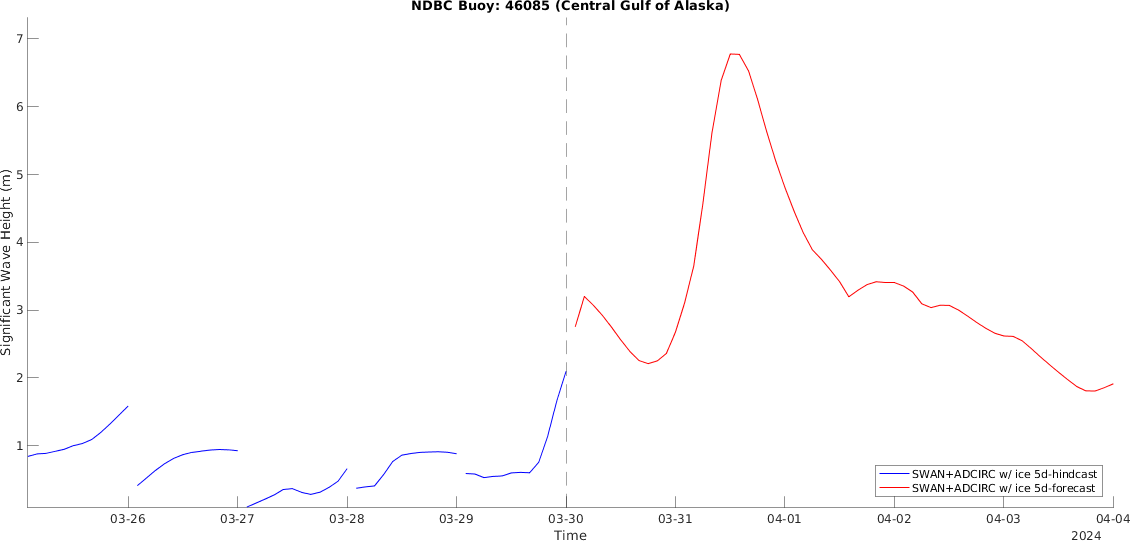 NDBC Buoy: 46085 (Central Gulf of Alaska)
Significant Wave Height (m)
7
6
5
4
3
2
1
SWAN+ADCIRC w/ ice 5d-hindcast
SWAN+ADCIRC w/ ice 5d-forecast
03-26 03-27 03-28 03-29 03-30 03-31 04-01 04-02 04-03 04-04
Time
2024